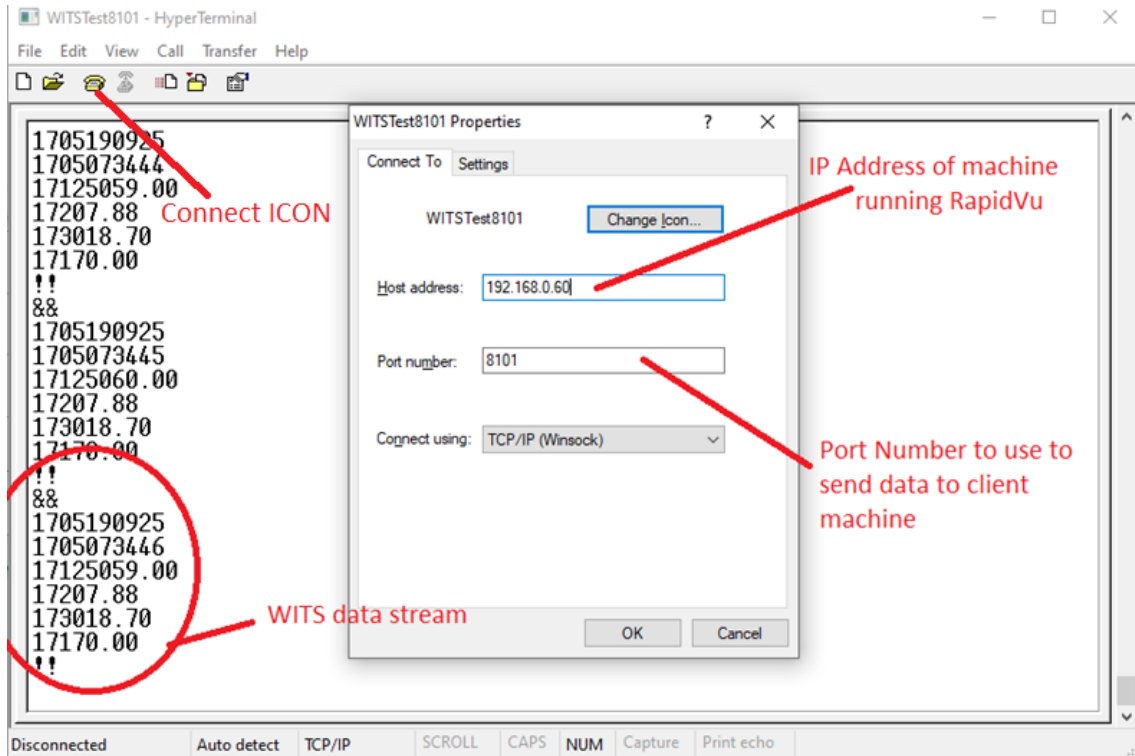 WITSTest8101 - HyperTerminal
File Edit View Call Transfer Help
1705190925
1705073444
17125059.00
17207.88
173018.70
17170.00
!!
&&
1705190925
1705073445
17125060.00
17207.88
173018.70
17170.00
!!
&&
1705190925
1705073446
17125059.00
17207.88
173018.70
17170.00
!!
Connect ICON
WITS data stream
WITSTest8101 Properties
? 
Connect To Settings
WITSTest8101 Change Icon...
Host address: 192.168.0.60
Port number: 8101
Connect using: TCP/IP (Winsock)
OK Cancel
IP Address of machine
running RapidVu
Port Number to use to
send data to client
machine
Disconnected Auto detect TCP/IP SCROLL CAPS NUM Capture Print echo